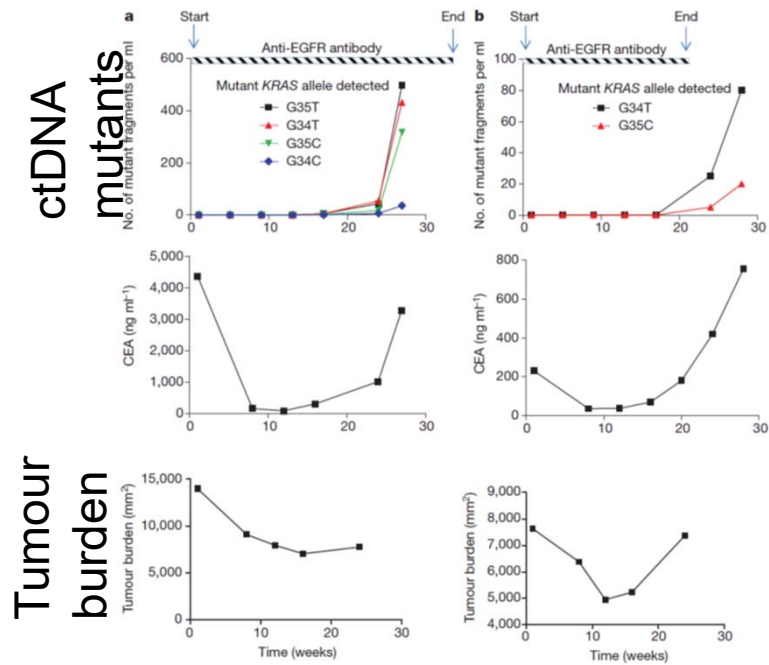 Start
a
End
Start
b
End
ctDNA
mutants
No. of mutant fragments per ml
600
400
200
0
Anti-EGFR antibody
Mutant KRAS allele detected
G35T
G34T
G35C
G34C
0 10 20 30
No. of mutant fragments per ml
100
80
60
40
20
0
Anti-EGFR antibody
Mutant KRAS allele detected
G34T
G35C
10 20 30
CEA (ng ml⁻¹)
5,000
4,000
3,000
2,000
1,000
0
0 10 20 30
CEA (ng ml⁻¹)
800
600
400
200
0
0 10 20 30
Tumour
burden
Tumour burden (mm²)
15,000
10,000
5,000
0
0 10 20 30
Time (weeks)
Tumour burden (mm²)
9,000
8,000
7,000
6,000
5,000
4,000
0 10 20 30
Time (weeks)